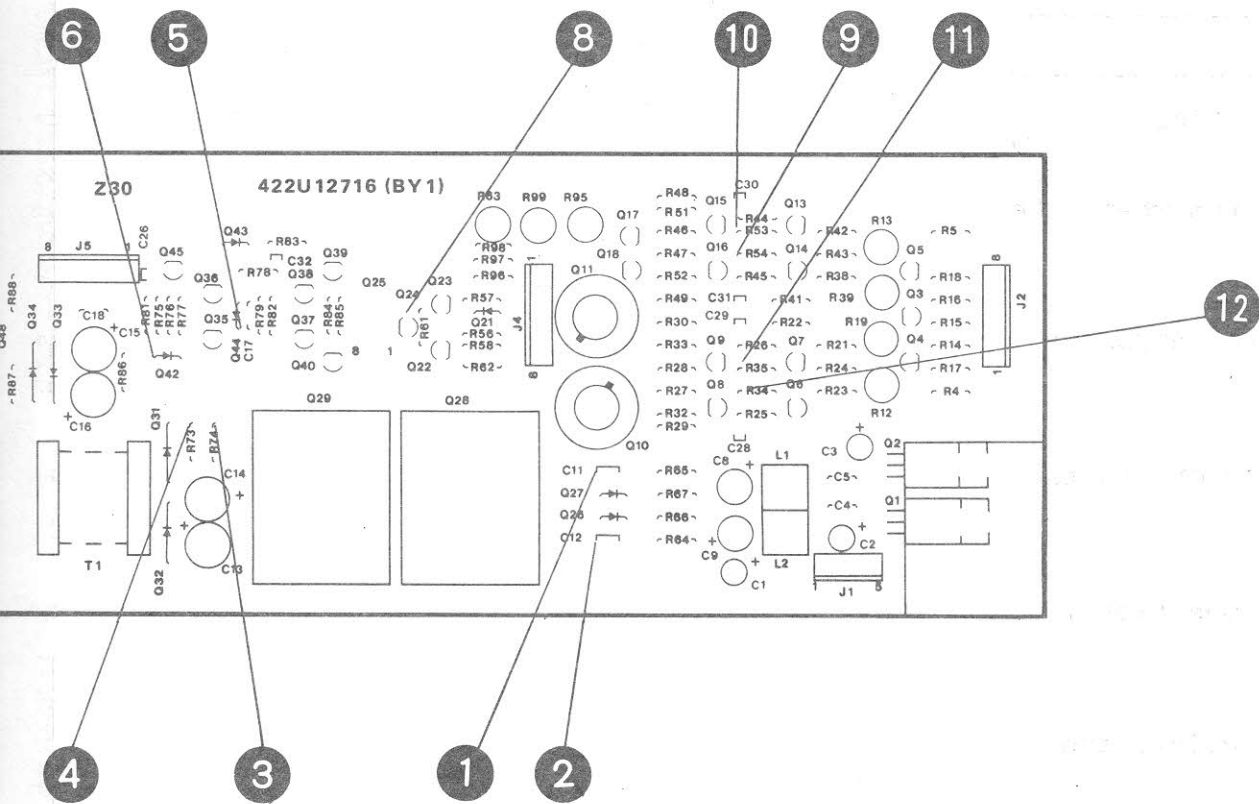 6 5 8 10 9 11
Z30 422U12716 (BY1)
R63 R99 R95 R48 C30
Q15 Q13
R51
Q17 R44 R13
R46 R53 R42 R5
Q43 R83
8 J5 1 C26 Q45 C32 Q39
R98 Q18 R47 Q16 R54 Q14 R43 Q5 8
R97
R78 Q38 Q25 R96 1 Q11 R52 R45 R38 R18
R88 Q36 Q24 Q23
Q48 Q34 Q33 C18 C15 R81 R75 R76 R77 Q35 Q44 C17 R79 R82 Q37 R84 R85 R61 R57 J4 R49 C31 R41 R39 Q3 R16 J2
12
Q21 R30 C29 R22 R19 R15
R56
R58 R33 Q9 R26 Q7 R21 Q4 R14
R87 C16 R86 Q42 Q40 8 1 Q22 R62 8 R28 R35 R24 R17 1
R27 Q8 R34 Q6 R23 R4
Q31 R73 R74 Q29 Q28 R32 R25 R12
R29
Q10 C28 C3 Q2
C14 C11 R65 C8 L1 C5
Q27 R67 C4 Q1
Q26 R66
T1 Q32 C13 C12 R64 C9 L2 C2
C1 1 J1 5
4 3 1 2